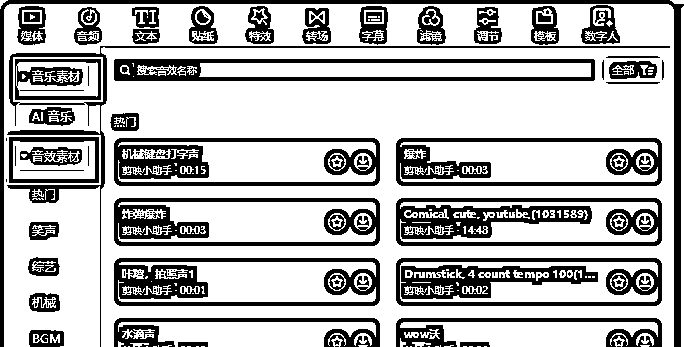 媒体 音频 文本 贴纸 特效 转场 字幕 滤镜 调节 模板 数字人
音乐素材
搜索音效名称
全部
AI 音乐
热门
音效素材
机械键盘打字声
剪映小助手 · 00:15
爆炸
剪映小助手 · 00:03
热门
炸弹爆炸
剪映小助手 · 00:03
Comical, cute, youtube,(1031589)
剪映小助手 · 14:43
笑声
综艺
咔嚓，拍照声1
剪映小助手 · 00:01
Drumstick, 4 count tempo 100(1...
剪映小助手 · 00:02
机械
BGM
水滴声
wow沃